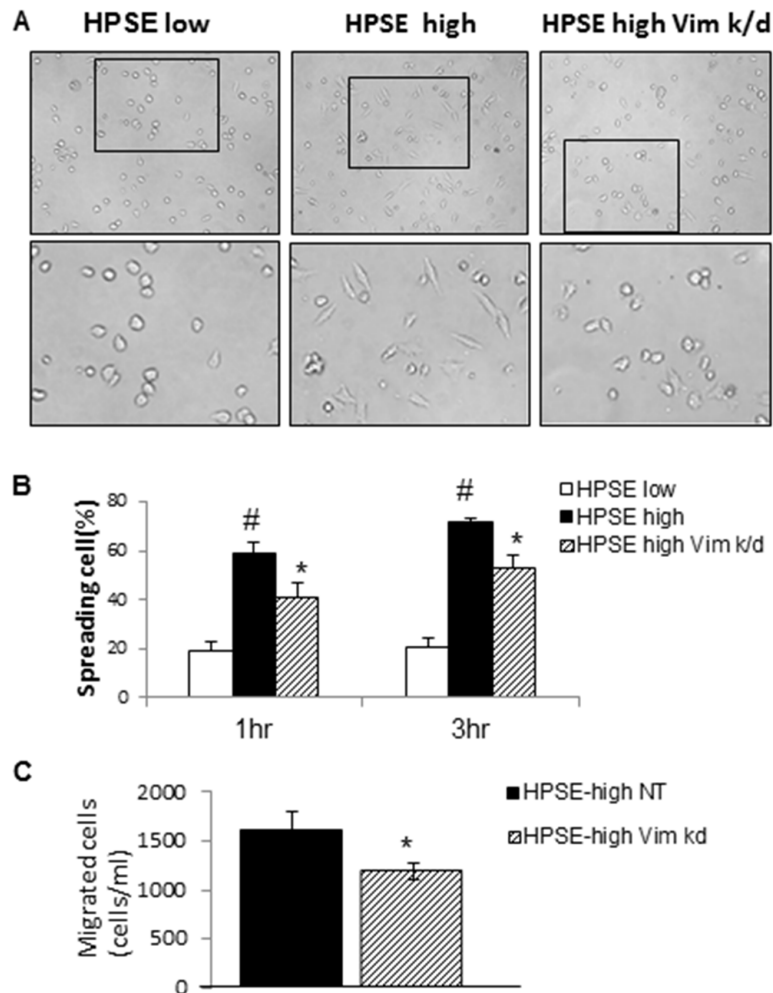 A
HPSE low
HPSE high
HPSE high Vim k/d
B
Spreading cell(%)
80
60
40
20
0
#
*
#
*
1hr
3hr
HPSE low
HPSE high
HPSE high Vim k/d
C
Migrated cells
(cells/ml)
2000
1500
1000
500
0
*
HPSE-high NT
HPSE-high Vim kd